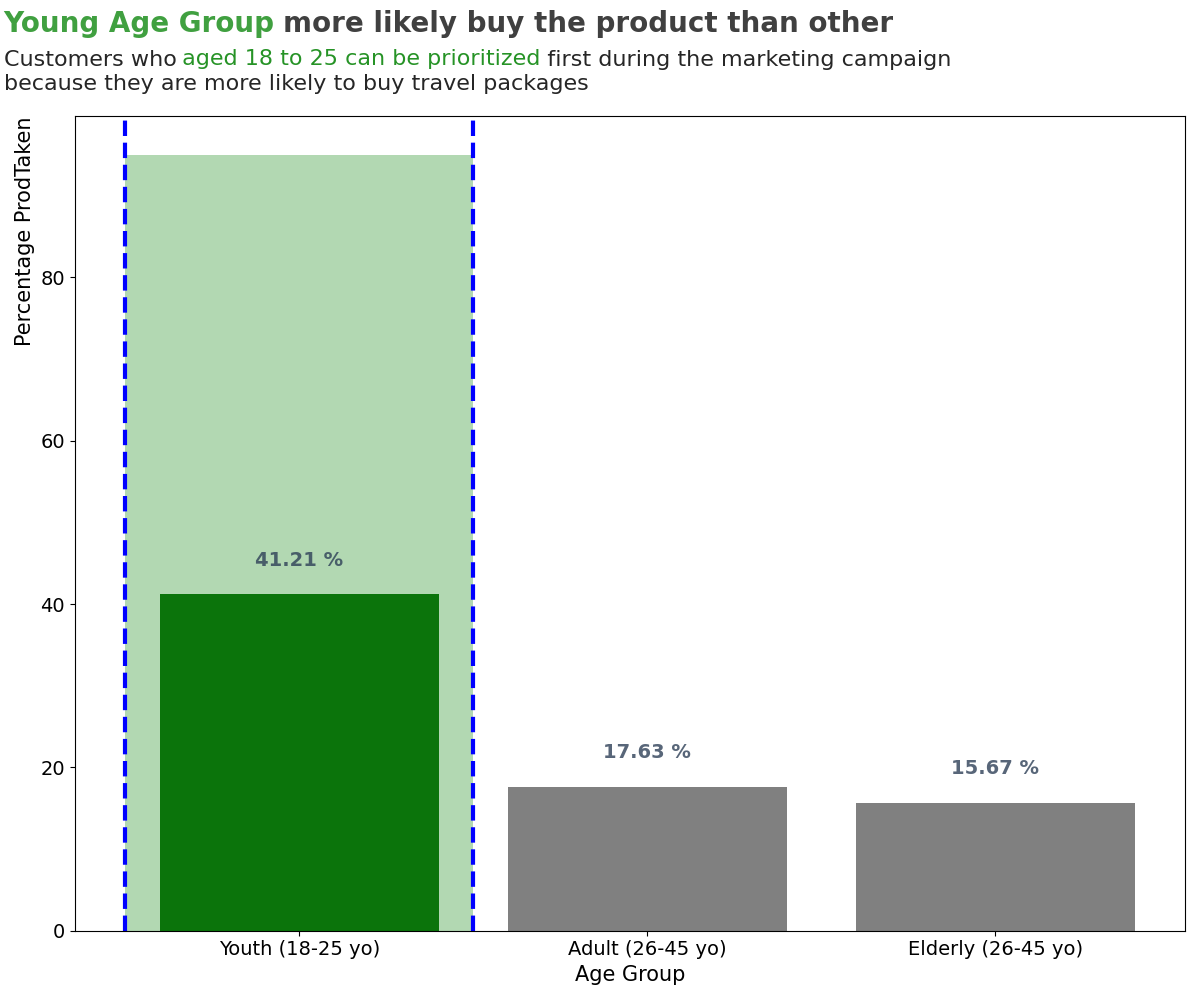 Young Age Group more likely buy the product than other
Customers who aged 18 to 25 can be prioritized first during the marketing campaign
because they are more likely to buy travel packages
Percentage ProdTaken
80
60
40
20
0
41.21 %
17.63 %
15.67 %
Youth (18-25 yo)
Adult (26-45 yo)
Elderly (26-45 yo)
Age Group